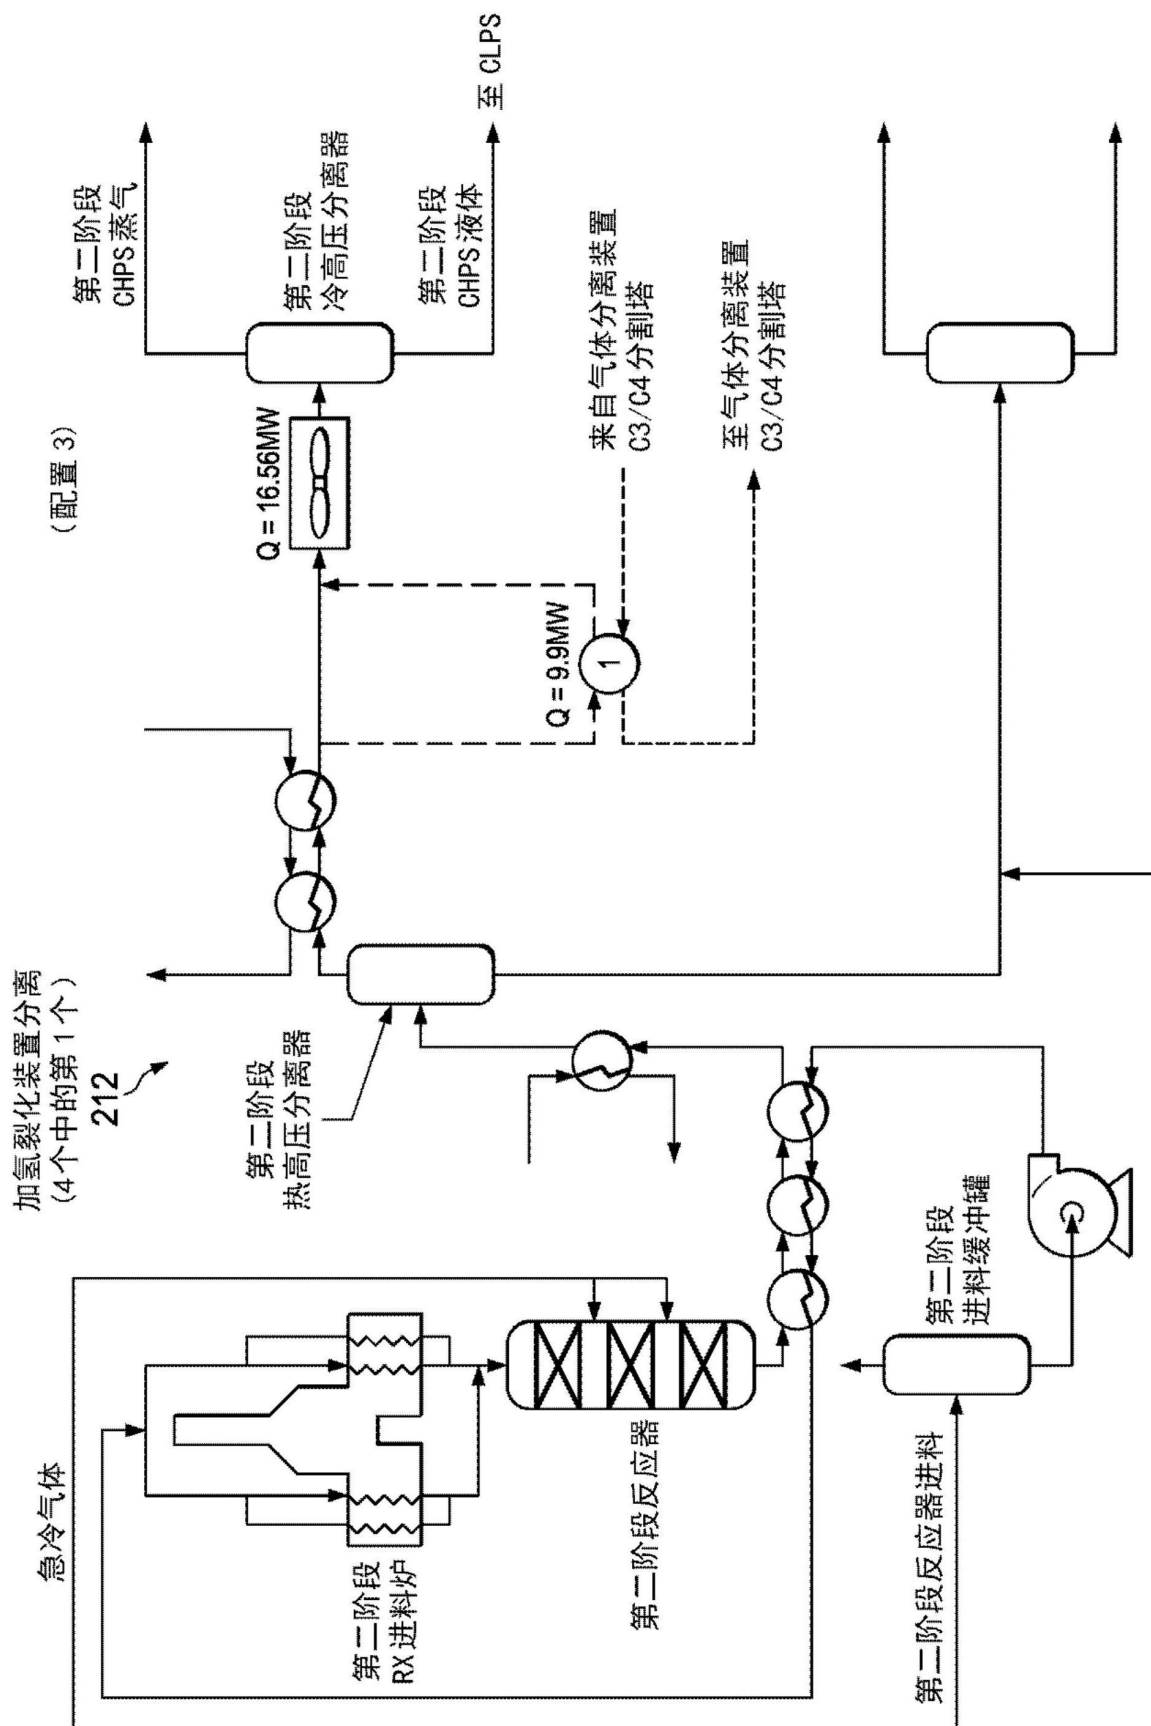 加氢裂化装置分离
(4个中的第1个)
212
(配置 3)
急冷气体
第二阶段
RX进料炉
第二阶段反应器
第二阶段反应器进料
第二阶段
进料缓冲罐
第二阶段
热高压分离器
Q = 16.56MW
Q = 9.9MW
1
第二阶段
CHPS蒸气
第二阶段
冷高压分离器
第二阶段
CHPS液体
至 CLPS
来自气体分离装置
C3/C4分割塔
至气体分离装置
C3/C4分割塔